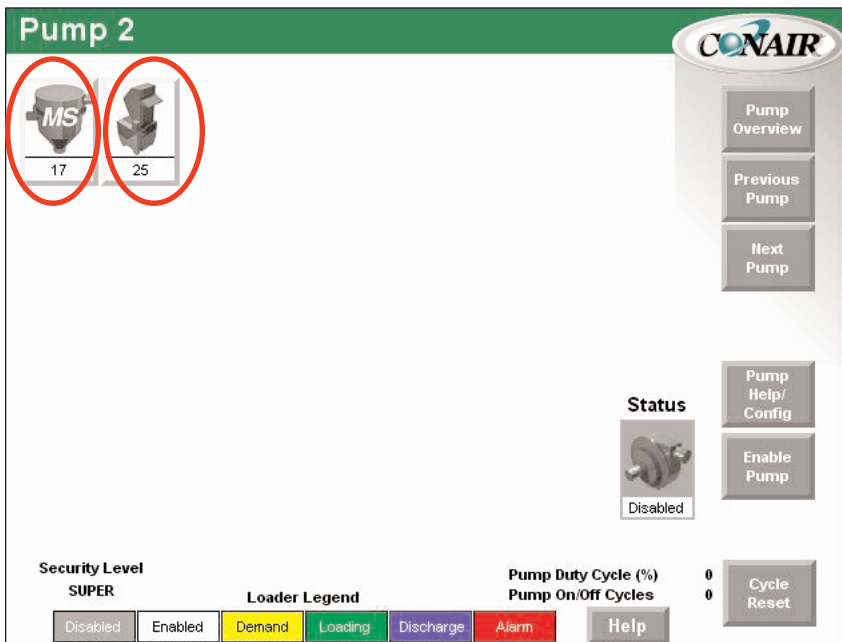 Pump 2
CONAIR
MS
17
25
Pump
Overview
Previous
Pump
Next
Pump
Pump
Help/
Config
Status
Enable
Pump
Disabled
Security Level
SUPER
Pump Duty Cycle (%) 0
Pump On/Off Cycles 0
Cycle
Reset
Loader Legend
Disabled Enabled Demand Loading Discharge Alarm
Help